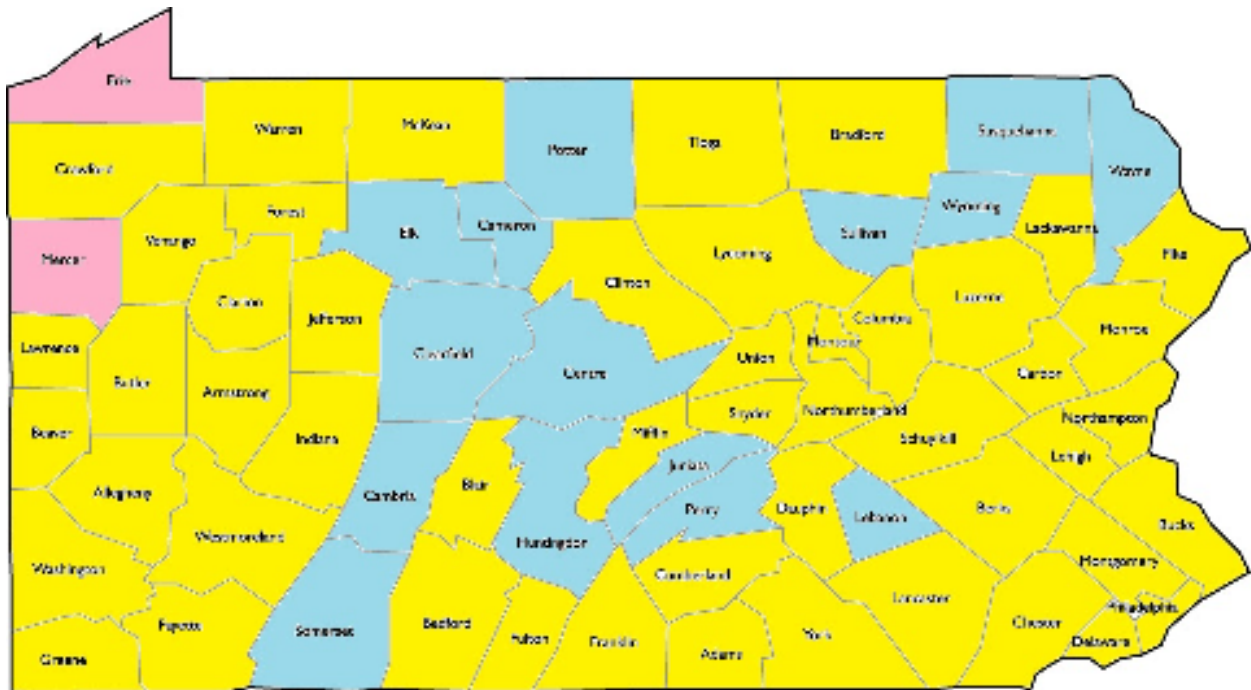 Erie
Warren
McKean
Potter
Tioga
Bradford
Susquehanna
Wayne
Crawford
Forest
Venango
Elk
Cameron
Sullivan
Wyoming
Lackawanna
Pike
Mercer
Clarion
Clinton
Lycoming
Luzerne
Jefferson
Columbia
Monroe
Lawrence
Butler
Armstrong
Clearfield
Centre
Union
Montour
Carbon
Snyder
Northumberland
Northampton
Beaver
Indiana
Mifflin
Schuylkill
Lehigh
Allegheny
Cambria
Blair
Juniata
Perry
Dauphin
Lebanon
Berks
Bucks
Westmoreland
Huntingdon
Washington
Cumberland
Montgomery
Lancaster
Philadelphia
Fayette
Somerset
Bedford
Fulton
Franklin
Adams
York
Chester
Delaware
Greene